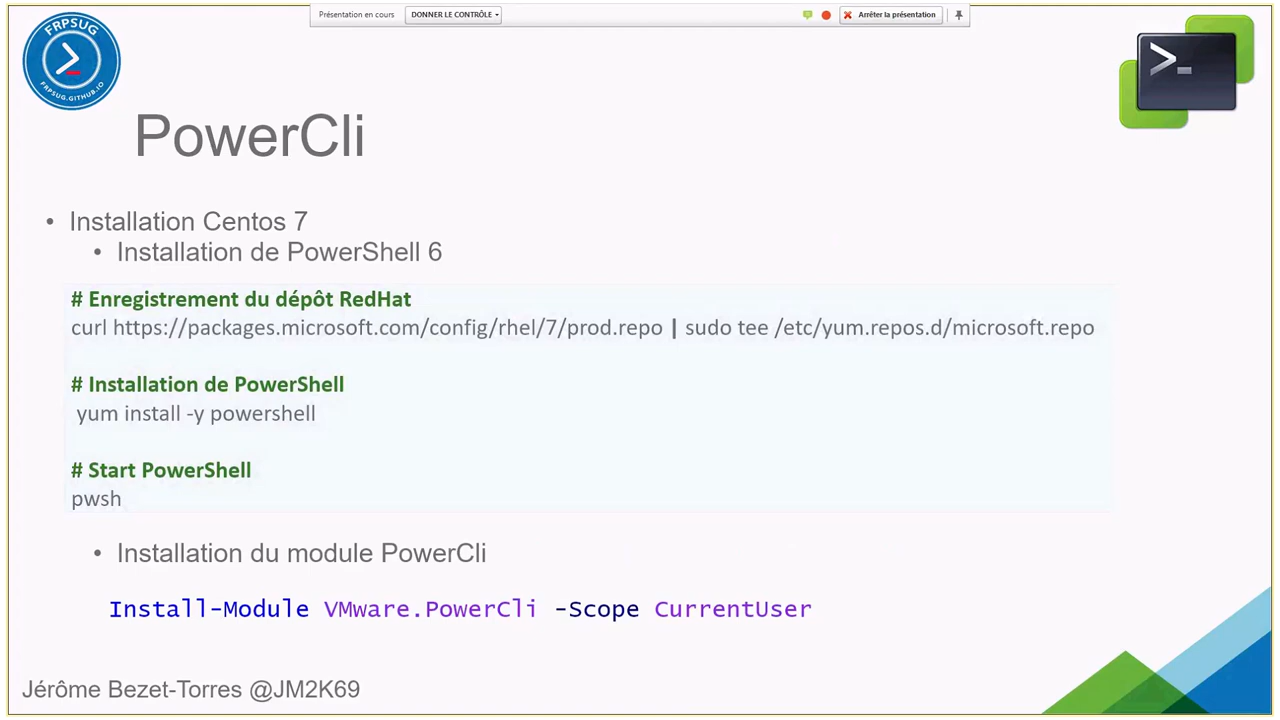 Présentation en cours
DONNER LE CONTRÔLE
Arrêter la présentation
FRPSUG
FRPSUG.GITHUB.IO
PowerCli
• Installation Centos 7
• Installation de PowerShell 6
# Enregistrement du dépôt RedHat
curl https://packages.microsoft.com/config/rhel/7/prod.repo | sudo tee /etc/yum.repos.d/microsoft.repo
# Installation de PowerShell
yum install -y powershell
# Start PowerShell
pwsh
• Installation du module PowerCli
Install-Module VMware.PowerCli -Scope CurrentUser
Jérôme Bezet-Torres @JM2K69